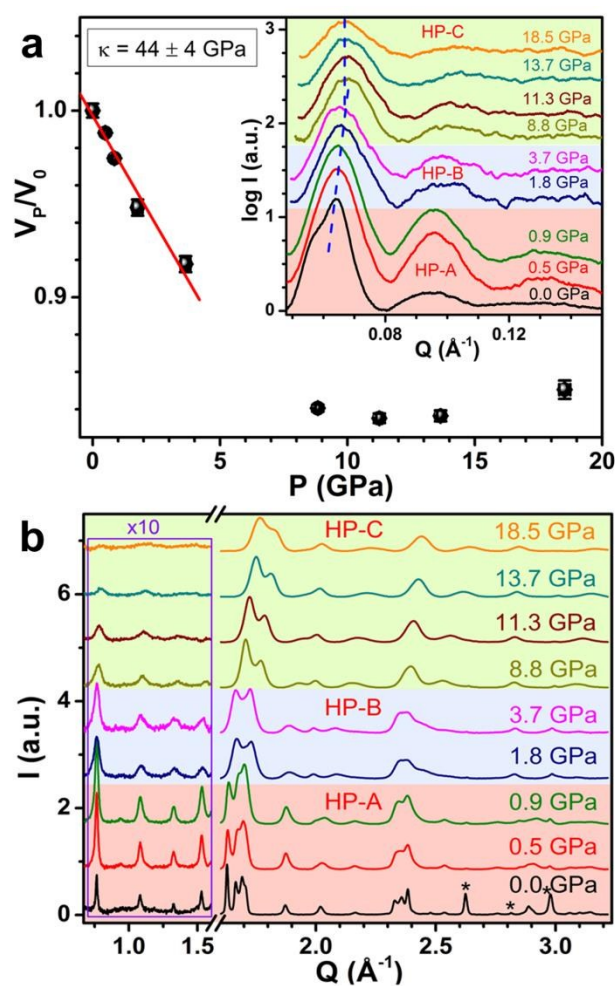 a
κ = 44 ± 4 GPa
V_P/V_0
1.0
0.9
0
5
10
15
20
P (GPa)
log I (a.u.)
3
2
1
0
0.08
0.12
Q (Å⁻¹)
HP-C
HP-B
HP-A
18.5 GPa
13.7 GPa
11.3 GPa
8.8 GPa
3.7 GPa
1.8 GPa
0.9 GPa
0.5 GPa
0.0 GPa
b
x10
I (a.u.)
6
4
2
0
1.0
1.5
2.0
2.5
3.0
Q (Å⁻¹)
HP-C
HP-B
HP-A
18.5 GPa
13.7 GPa
11.3 GPa
8.8 GPa
3.7 GPa
1.8 GPa
0.9 GPa
0.5 GPa
0.0 GPa
* * *